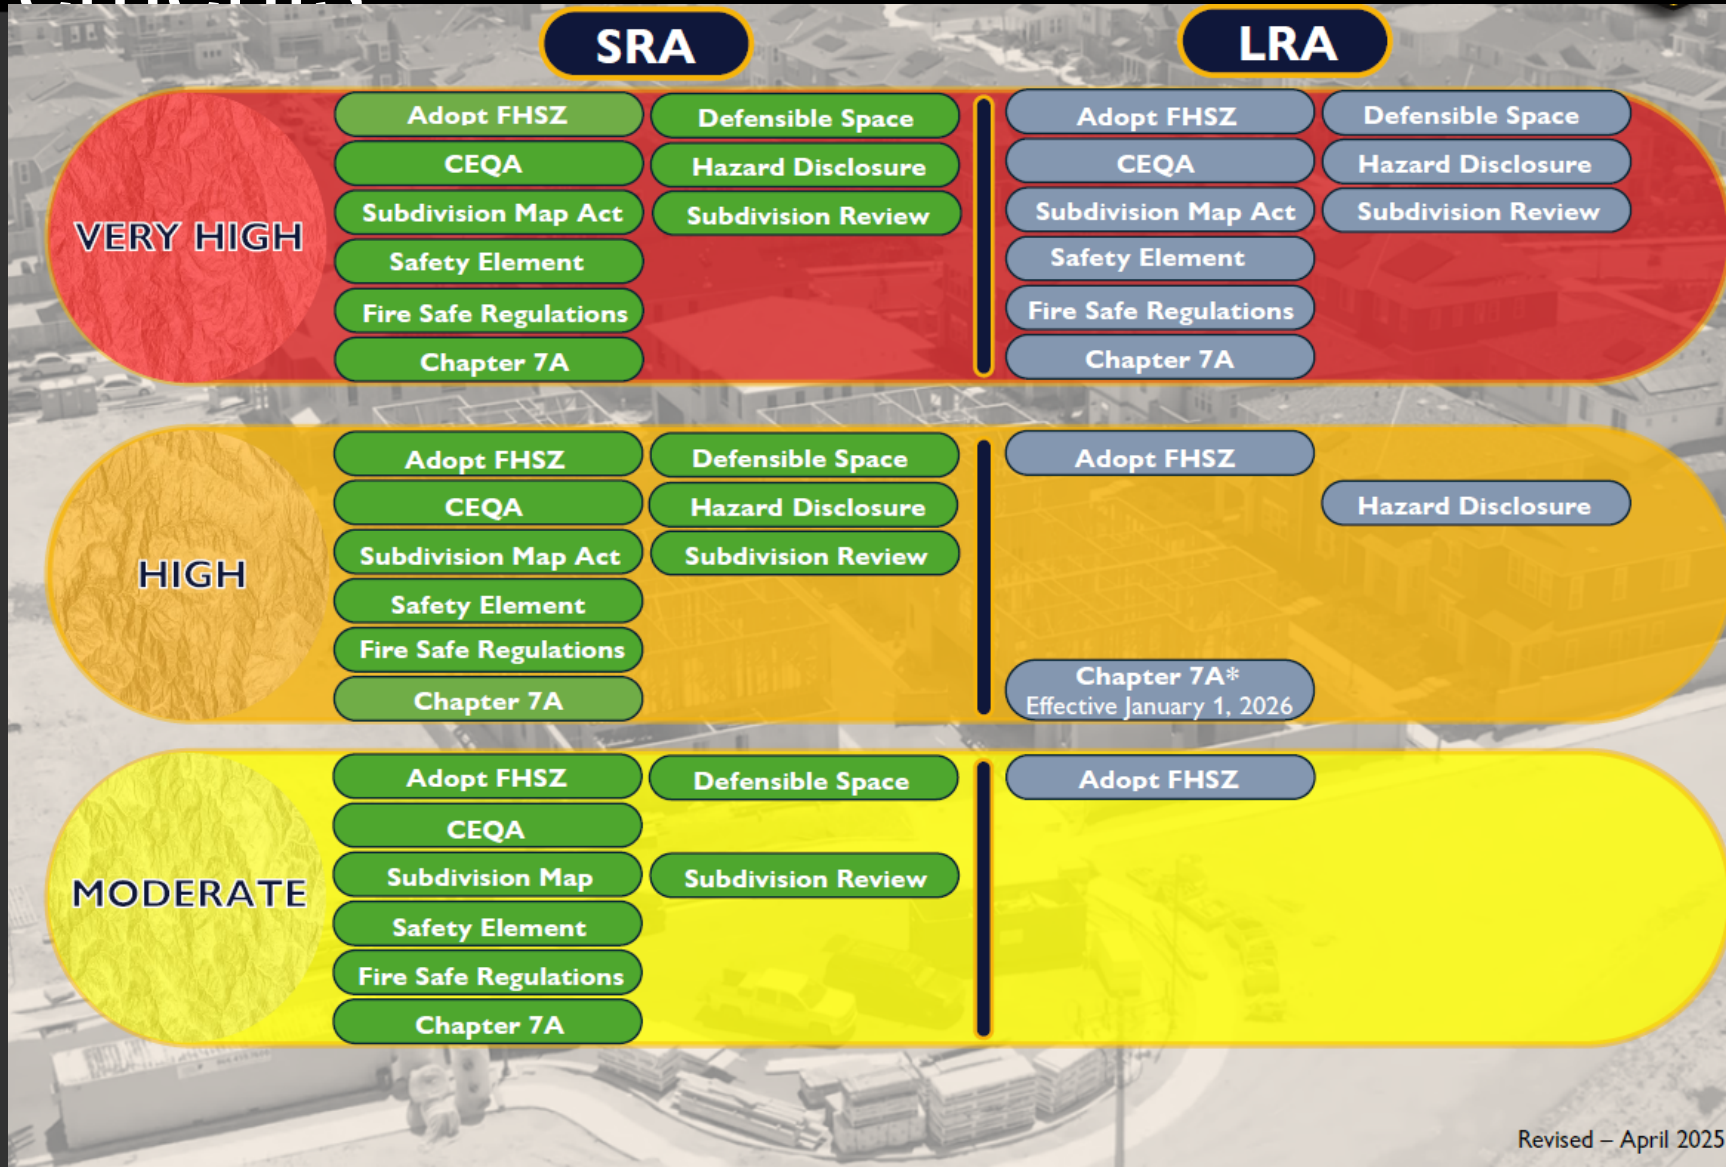 SRA
LRA
VERY HIGH
Adopt FHSZ
Defensible Space
CEQA
Hazard Disclosure
Subdivision Map Act
Subdivision Review
Safety Element
Fire Safe Regulations
Chapter 7A
Adopt FHSZ
Defensible Space
CEQA
Hazard Disclosure
Subdivision Map Act
Subdivision Review
Safety Element
Fire Safe Regulations
Chapter 7A
HIGH
Adopt FHSZ
Defensible Space
CEQA
Hazard Disclosure
Subdivision Map Act
Subdivision Review
Safety Element
Fire Safe Regulations
Chapter 7A
Adopt FHSZ
Hazard Disclosure
Chapter 7A*
Effective January 1, 2026
MODERATE
Adopt FHSZ
Defensible Space
CEQA
Subdivision Map
Subdivision Review
Safety Element
Fire Safe Regulations
Chapter 7A
Adopt FHSZ
Revised – April 2025